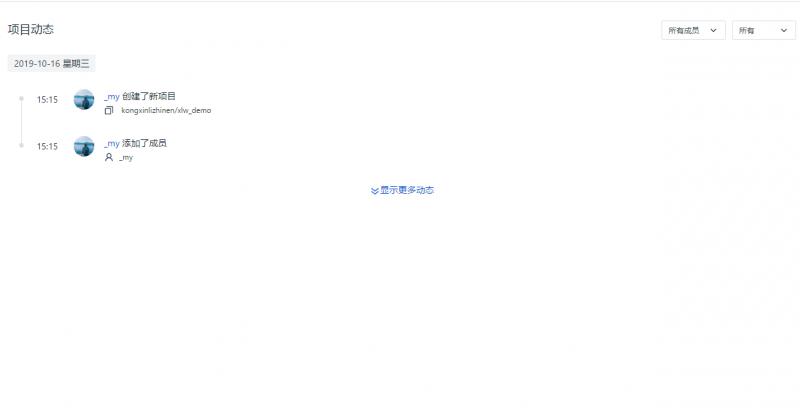 项目动态
所有成员
所有
2019-10-16 星期三
15:15
_my 创建了新项目
kongxinlizhinen/xlw_demo
15:15
_my 添加了成员
_my
显示更多动态